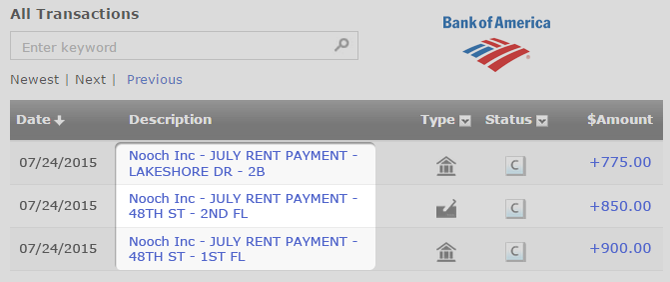 All Transactions
Bank of America
Enter keyword
Newest | Next | Previous
Date Description Type Status $Amount
07/24/2015 Nooch Inc - JULY RENT PAYMENT - C +775.00
LAKESHORE DR - 2B
07/24/2015 Nooch Inc - JULY RENT PAYMENT - C +850.00
48TH ST - 2ND FL
07/24/2015 Nooch Inc - JULY RENT PAYMENT - C +900.00
48TH ST - 1ST FL